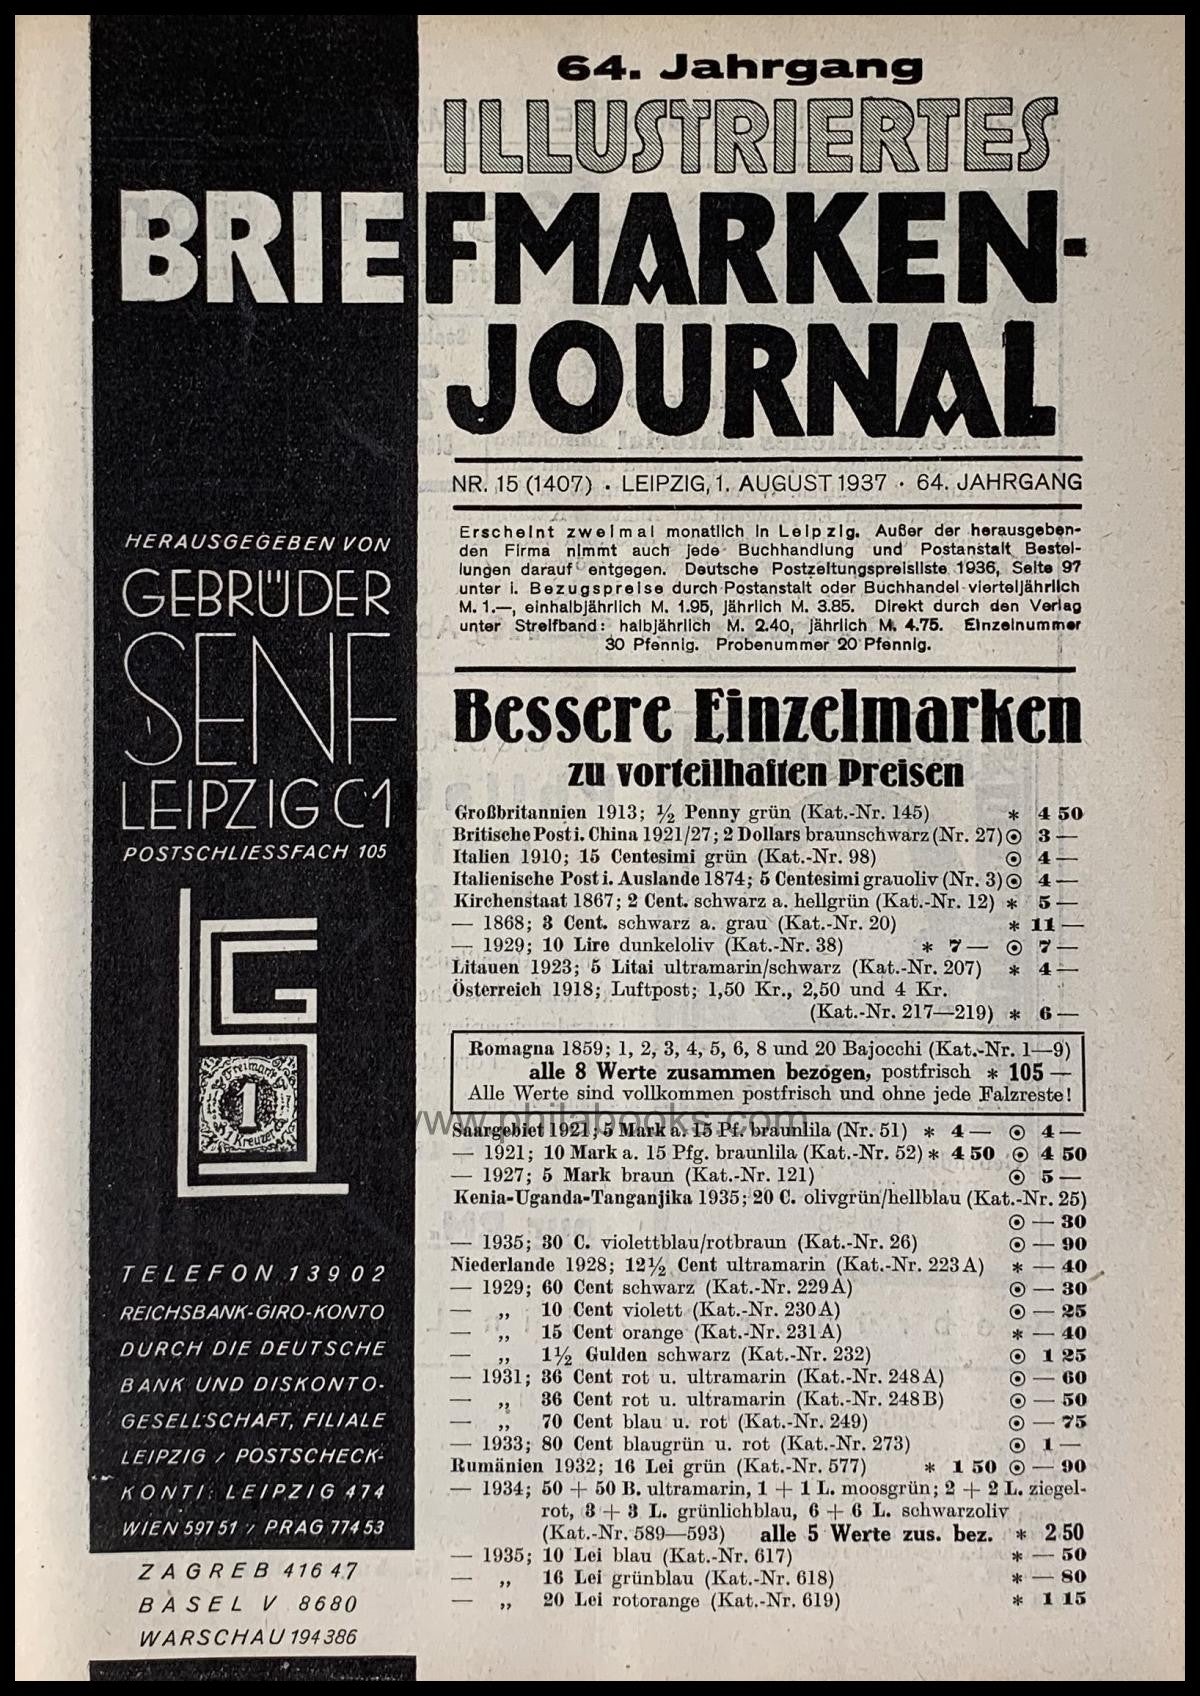 64. Jahrgang
ILLUSTRIERTES
BRIEFMARKEN-
JOURNAL
NR. 15 (1407) · LEIPZIG, 1. AUGUST 1937 · 64. JAHRGANG
Erscheint zweimal monatlich in Leipzig. Außer der herausgeben-
den Firma nimmt auch jede Buchhandlung und Postanstalt Bestel-
lungen darauf entgegen. Deutsche Postzeitungspreisliste 1936, Seite 97
unter i. Bezugspreise durch Postanstalt oder Buchhandel vierteljährlich
M. 1.—, einhalbjährlich M. 1.95, jährlich M. 3.85. Direkt durch den Verlag
unter Streifband: halbjährlich M. 2.40, jährlich M. 4.75. Einzelnummer
30 Pfennig. Probenummer 20 Pfennig.
HERAUSGEGEBEN VON
GEBRÜDER
SENF
LEIPZIG C1
POSTSCHLIESSFACH 105
Freimark
1
1 Kreuzer
TELEFON 13902
REICHSBANK-GIRO-KONTO
DURCH DIE DEUTSCHE
BANK UND DISKONTO-
GESELLSCHAFT, FILIALE
LEIPZIG / POSTSCHECK-
KONTI: LEIPZIG 474
WIEN 59751 / PRAG 77453
ZAGREB 41647
BASEL V 8680
WARSCHAU 194386
Bessere Einzelmarken
zu vorteilhaften Preisen
Großbritannien 1913; ½ Penny grün (Kat.-Nr. 145) * 4 50
Britische Post i. China 1921/27; 2 Dollars braunschwarz (Nr. 27) ⊙ 3 —
Italien 1910; 15 Centesimi grün (Kat.-Nr. 98) ⊙ 4 —
Italienische Post i. Auslande 1874; 5 Centesimi grauoliv (Nr. 3) ⊙ 4 —
Kirchenstaat 1867; 2 Cent. schwarz a. hellgrün (Kat.-Nr. 12) * 5 —
— 1868; 3 Cent. schwarz a. grau (Kat.-Nr. 20) * 11 —
— 1929; 10 Lire dunkeloliv (Kat.-Nr. 38) * 7 — ⊙ 7 —
Litauen 1923; 5 Litai ultramarin/schwarz (Kat.-Nr. 207) * 4 —
Österreich 1918; Luftpost; 1,50 Kr., 2,50 und 4 Kr.
(Kat.-Nr. 217—219) * 6 —
Romagna 1859; 1, 2, 3, 4, 5, 6, 8 und 20 Bajocchi (Kat.-Nr. 1—9)
alle 8 Werte zusammen bezogen, postfrisch * 105 —
Alle Werte sind vollkommen postfrisch und ohne jede Falzreste!
www.philabooks.com
Saargebiet 1921; 5 Mark a. 15 Pf. braunlila (Nr. 51) * 4 — ⊙ 4 —
— 1921; 10 Mark a. 15 Pfg. braunlila (Kat.-Nr. 52) * 4 50 ⊙ 4 50
— 1927; 5 Mark braun (Kat.-Nr. 121) ⊙ 5 —
Kenia-Uganda-Tanganjika 1935; 20 C. olivgrün/hellblau (Kat.-Nr. 25)
⊙ — 30
— 1935; 30 C. violettblau/rotbraun (Kat.-Nr. 26) ⊙ — 90
Niederlande 1928; 12½ Cent ultramarin (Kat.-Nr. 223 A) * — 40
— 1929; 60 Cent schwarz (Kat.-Nr. 229 A) ⊙ — 30
— „ 10 Cent violett (Kat.-Nr. 230 A) ⊙ — 25
— „ 15 Cent orange (Kat.-Nr. 231 A) * — 40
— „ 1½ Gulden schwarz (Kat.-Nr. 232) ⊙ 1 25
— 1931; 36 Cent rot u. ultramarin (Kat.-Nr. 248 A) ⊙ — 60
— „ 36 Cent rot u. ultramarin (Kat.-Nr. 248 B) ⊙ — 50
— „ 70 Cent blau u. rot (Kat.-Nr. 249) ⊙ — 75
— 1933; 80 Cent blaugrün u. rot (Kat.-Nr. 273) ⊙ 1 —
Rumänien 1932; 16 Lei grün (Kat.-Nr. 577) * 1 50 ⊙ — 90
— 1934; 50 + 50 B. ultramarin, 1 + 1 L. moosgrün; 2 + 2 L. ziegel-
rot, 3 + 3 L. grünlichblau, 6 + 6 L. schwarzoliv
(Kat.-Nr. 589—593) alle 5 Werte zus. bez. * 2 50
— 1935; 10 Lei blau (Kat.-Nr. 617) * — 50
— „ 16 Lei grünblau (Kat.-Nr. 618) * — 80
— „ 20 Lei rotorange (Kat.-Nr. 619) * 1 15